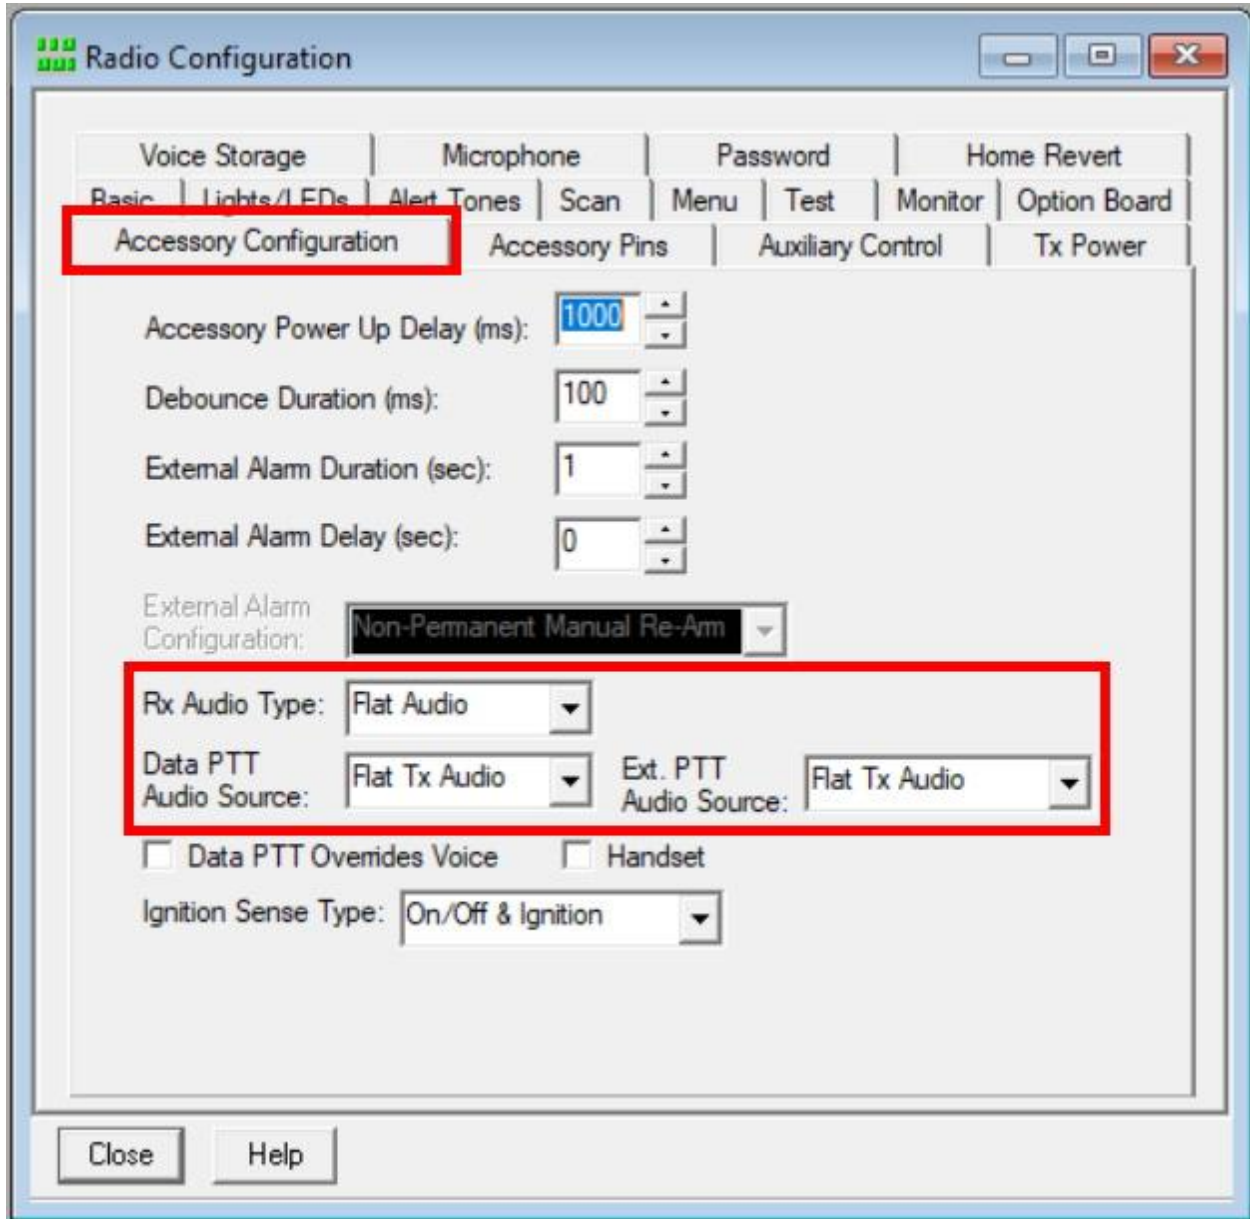 Radio Configuration
Voice Storage Microphone Password Home Revert
Basic Lights/LEDs Alert Tones Scan Menu Test Monitor Option Board
Accessory Configuration Accessory Pins Auxiliary Control Tx Power
Accessory Power Up Delay (ms): 1000
Debounce Duration (ms): 100
External Alarm Duration (sec): 1
External Alarm Delay (sec): 0
External Alarm
Configuration: Non-Permanent Manual Re-Arm
Rx Audio Type: Flat Audio
Data PTT
Audio Source: Flat Tx Audio Ext. PTT
Audio Source: Flat Tx Audio
Data PTT Overrides Voice Handset
Ignition Sense Type: On/Off & Ignition
Close Help